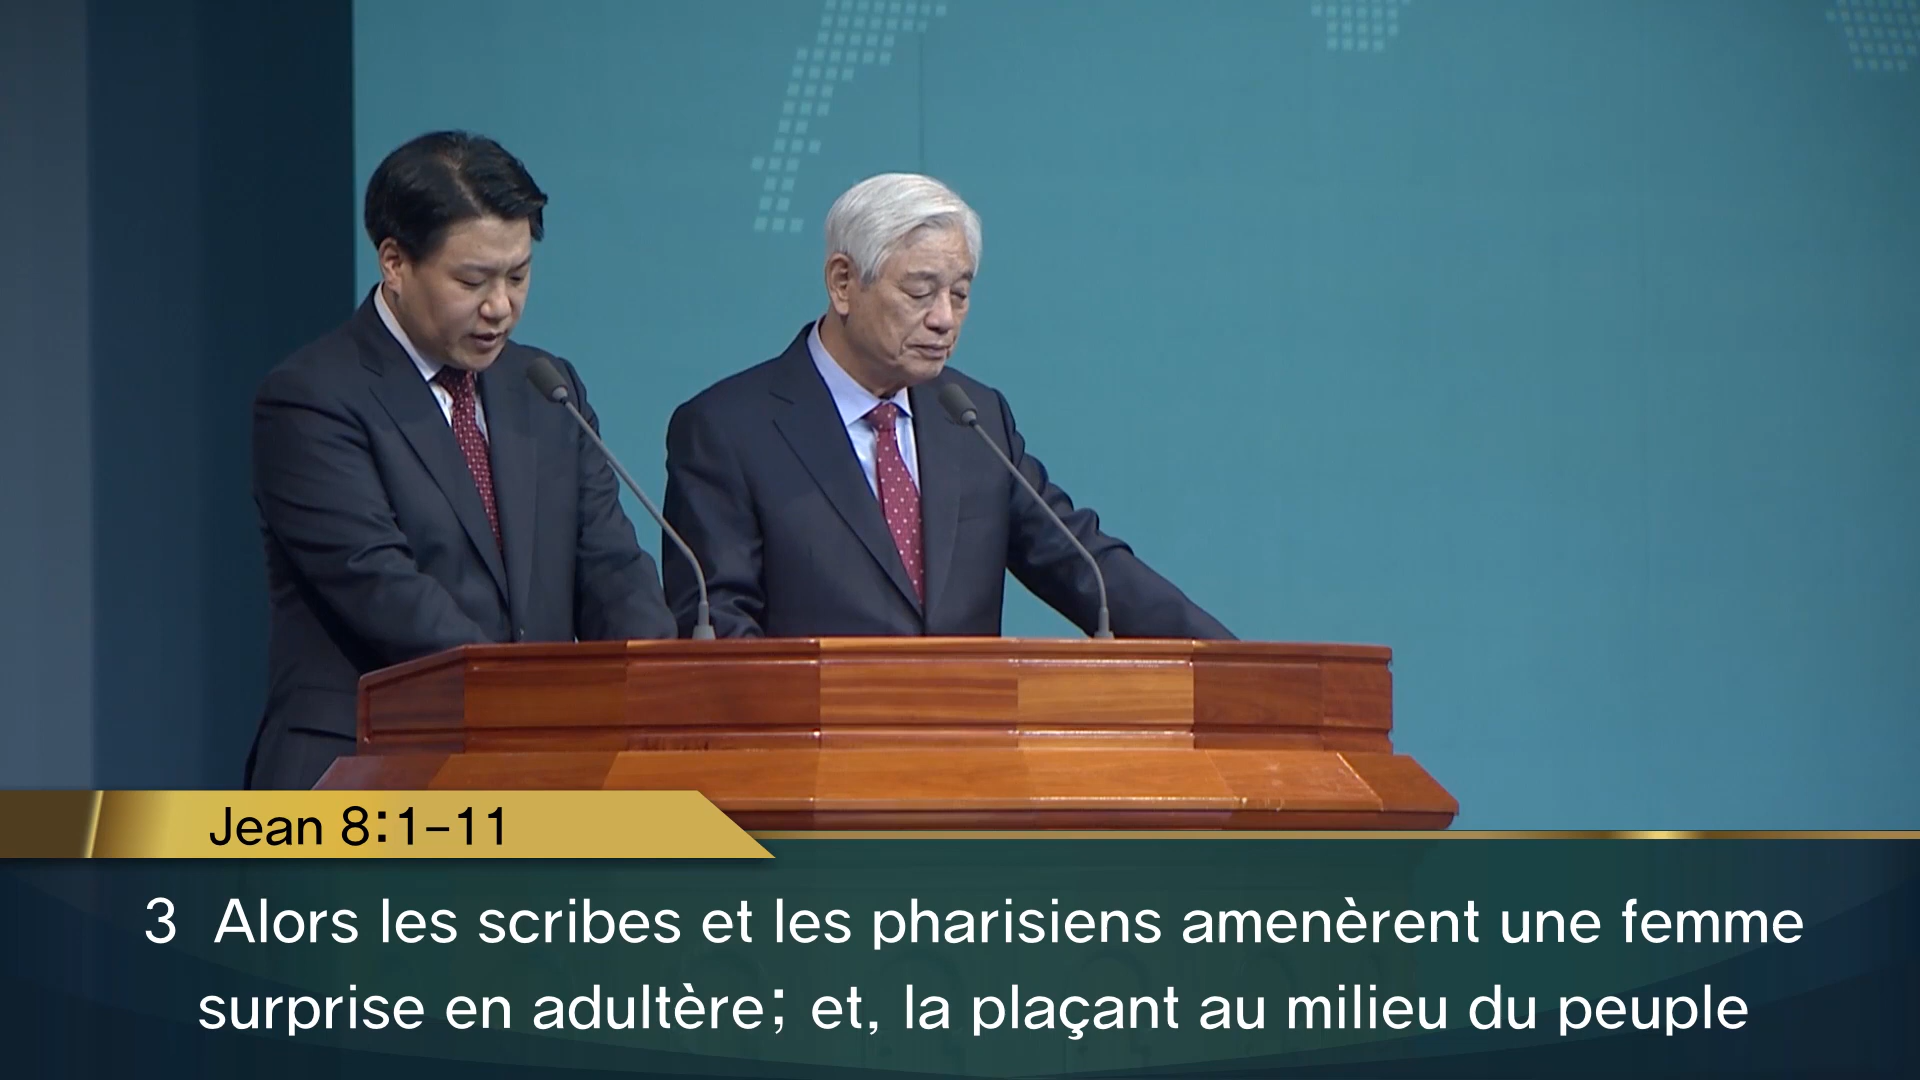 Jean 8:1-11
3 Alors les scribes et les pharisiens amenèrent une femme
surprise en adultère; et, la plaçant au milieu du peuple